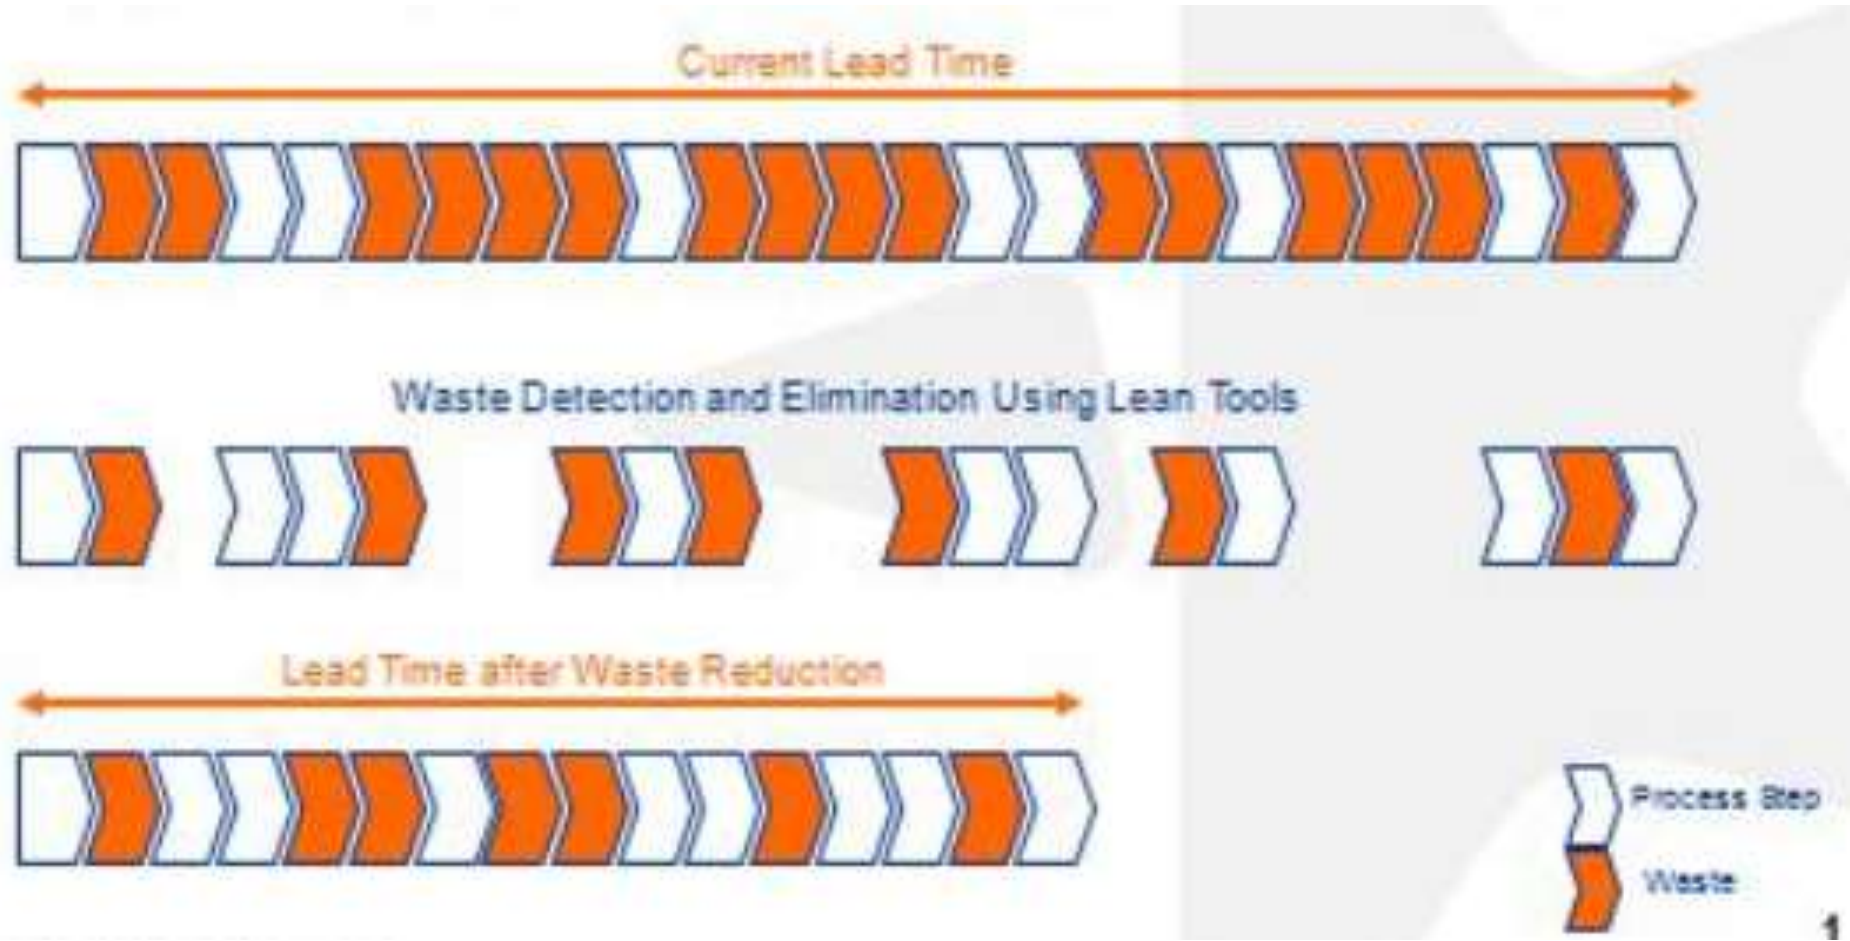 Current Lead Time
Waste Detection and Elimination Using Lean Tools
Lead Time after Waste Reduction
Process Step
Waste
1